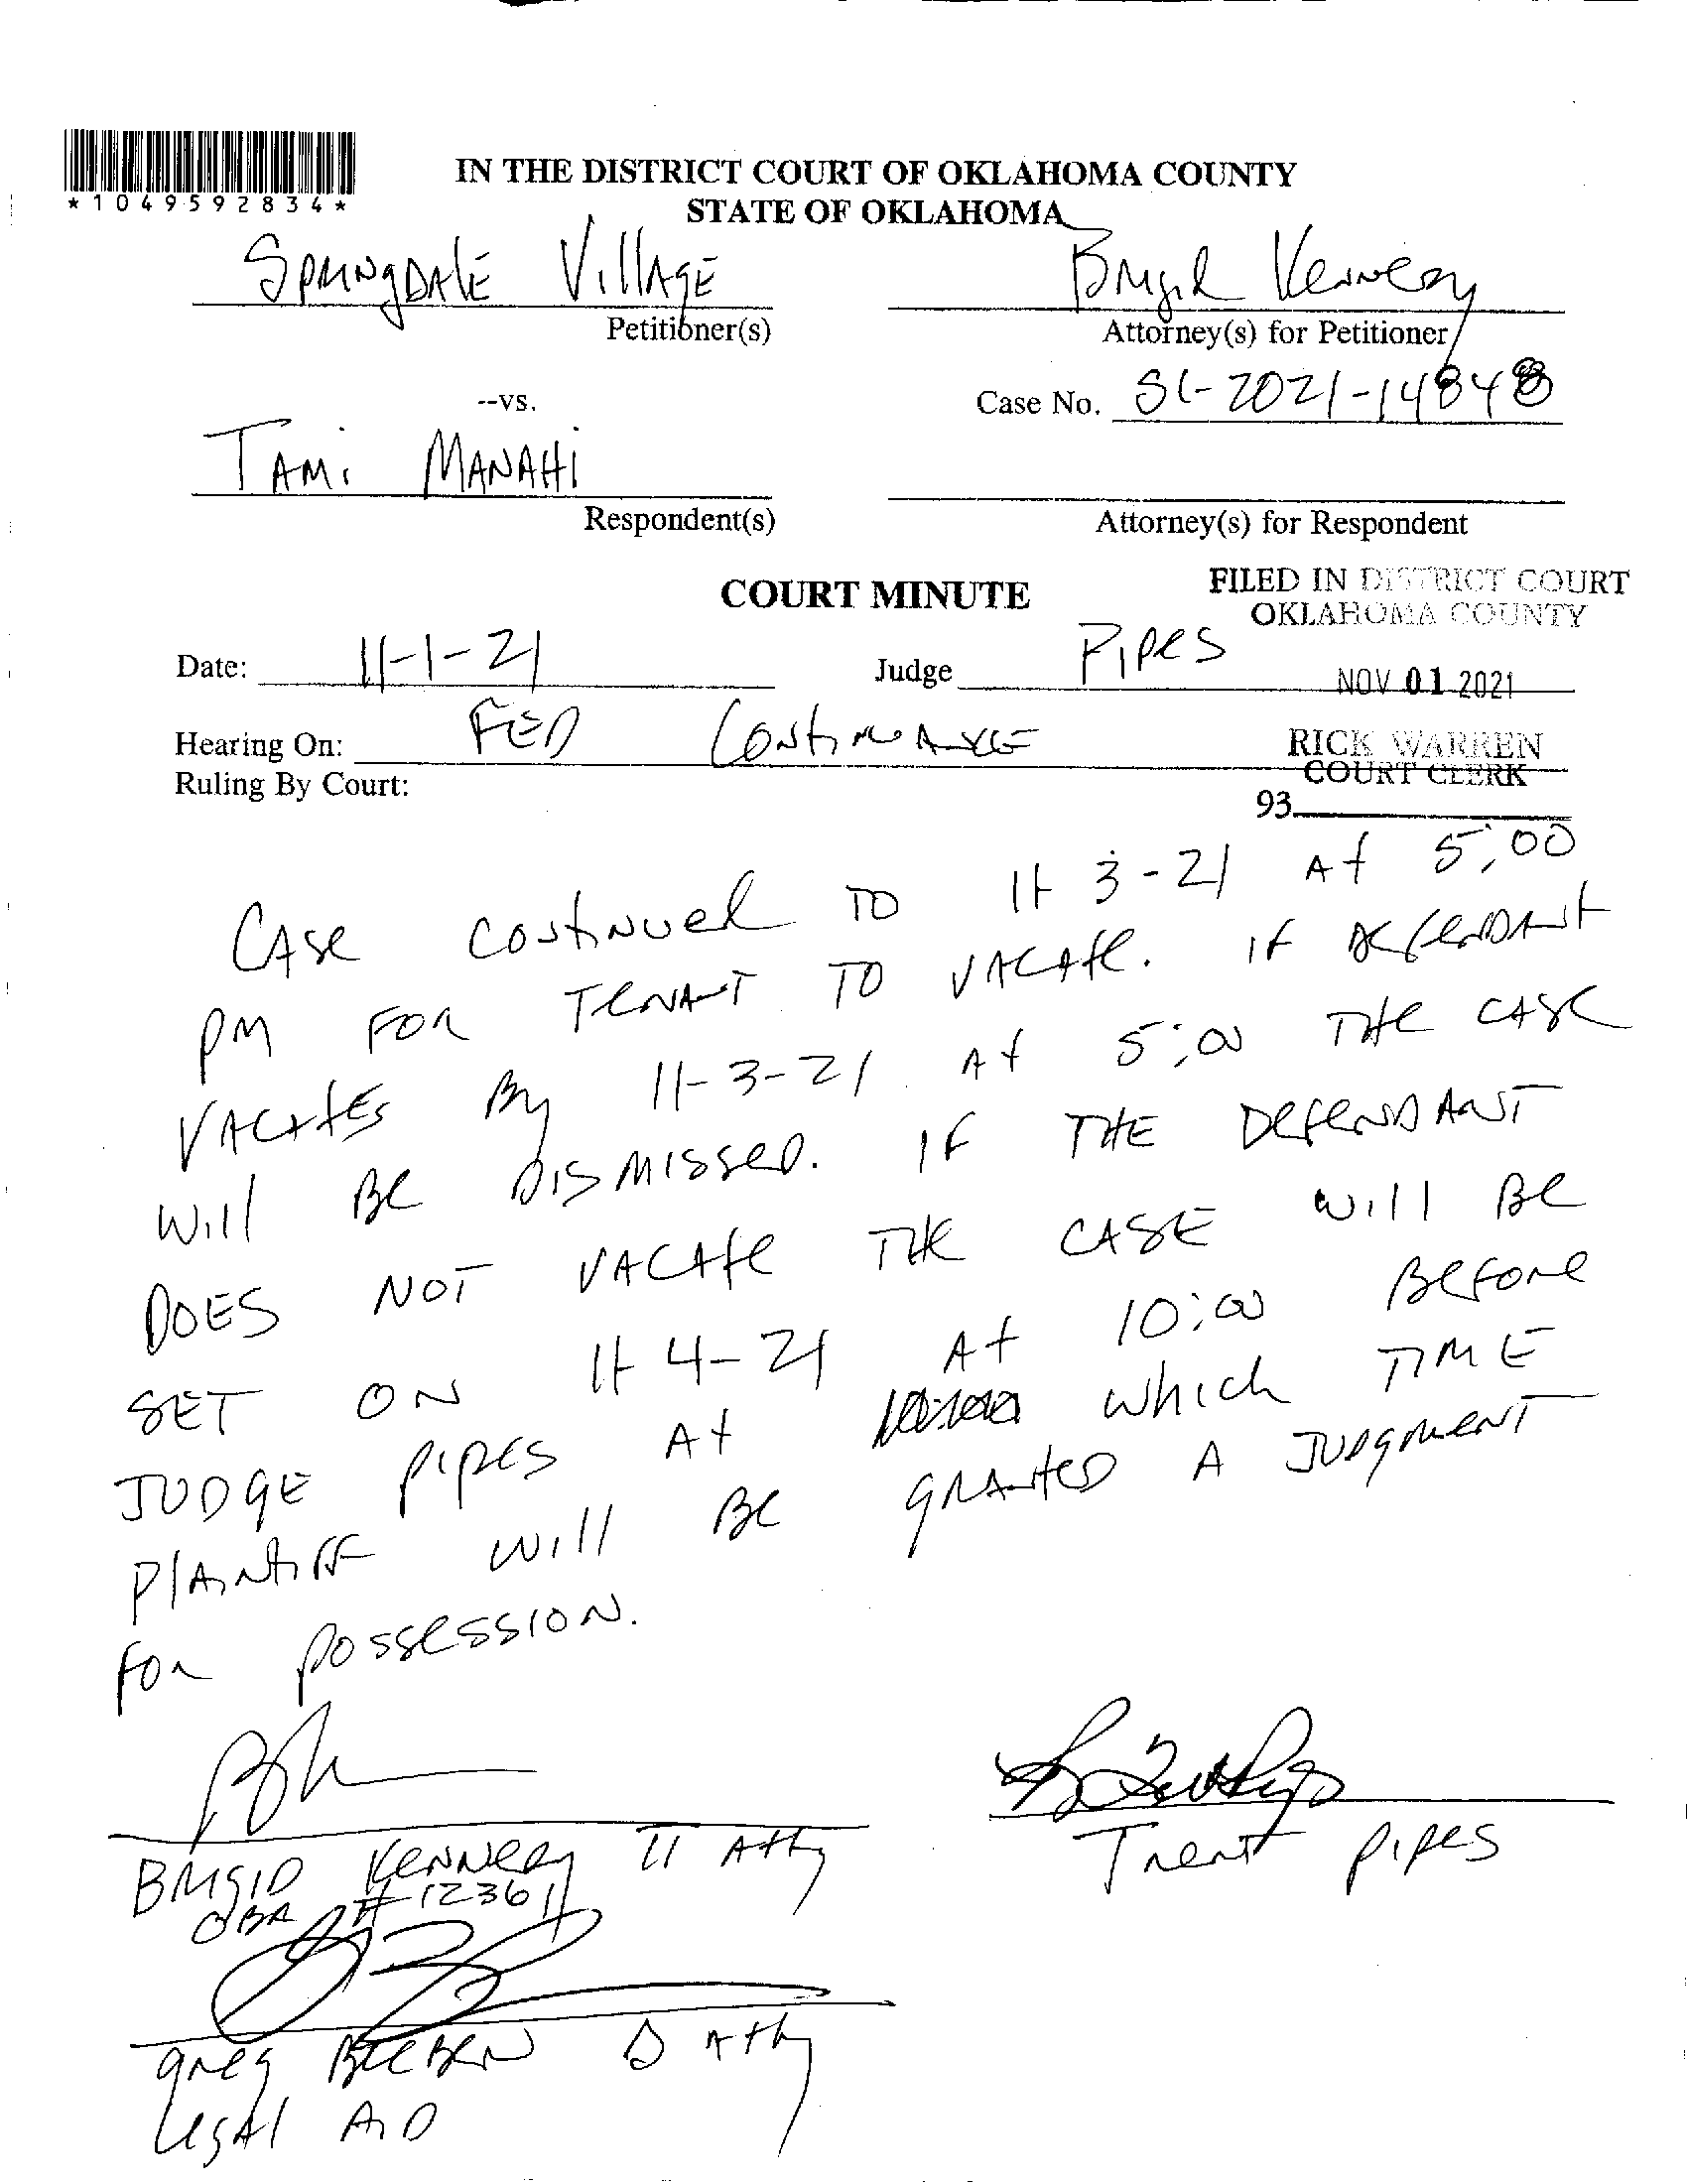 *1049592834*
IN THE DISTRICT COURT OF OKLAHOMA COUNTY
STATE OF OKLAHOMA
SPRINGDALE VILLAGE
Brigid Kennedy
Petitioner(s)
Attorney(s) for Petitioner
--vs.
Case No. SC-2021-14848
TAMI MANAHI
Respondent(s)
Attorney(s) for Respondent
COURT MINUTE
FILED IN DISTRICT COURT
OKLAHOMA COUNTY
Date: 11-1-21
Judge Pipes
NOV 01 2021
Hearing On: FED Continuance
RICK WARREN
COURT CLERK
Ruling By Court:
93
Case continued to 11-3-21 at 5:00
PM for tenant to vacate. If defendant
vacates by 11-3-21 at 5:00 the case
will be dismissed. If the defendant
does not vacate the case will be
set on 11-4-21 at 10:00 before
Judge Pipes at which time
plaintiff will be granted a judgment
for possession.
Brigid Kennedy π Atty
OBA # 12361
Trent Pipes
Greg Δ Atty
Legal Aid